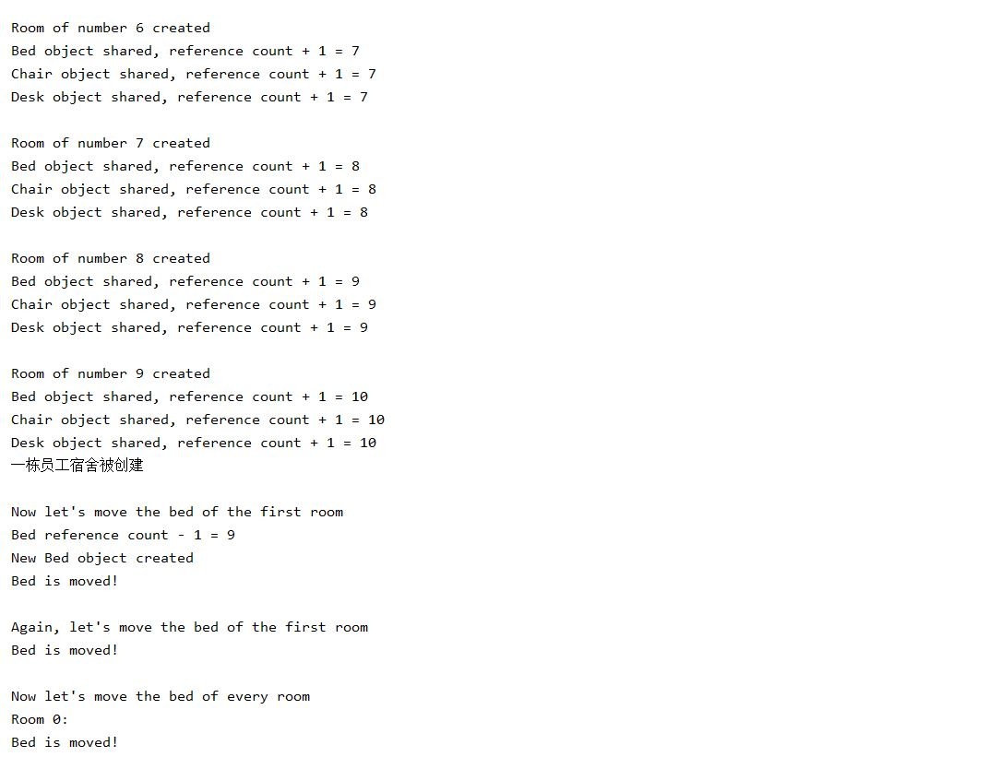 Room of number 6 created
Bed object shared, reference count + 1 = 7
Chair object shared, reference count + 1 = 7
Desk object shared, reference count + 1 = 7
Room of number 7 created
Bed object shared, reference count + 1 = 8
Chair object shared, reference count + 1 = 8
Desk object shared, reference count + 1 = 8
Room of number 8 created
Bed object shared, reference count + 1 = 9
Chair object shared, reference count + 1 = 9
Desk object shared, reference count + 1 = 9
Room of number 9 created
Bed object shared, reference count + 1 = 10
Chair object shared, reference count + 1 = 10
Desk object shared, reference count + 1 = 10
一栋员工宿舍被创建
Now let's move the bed of the first room
Bed reference count - 1 = 9
New Bed object created
Bed is moved!
Again, let's move the bed of the first room
Bed is moved!
Now let's move the bed of every room
Room 0:
Bed is moved!